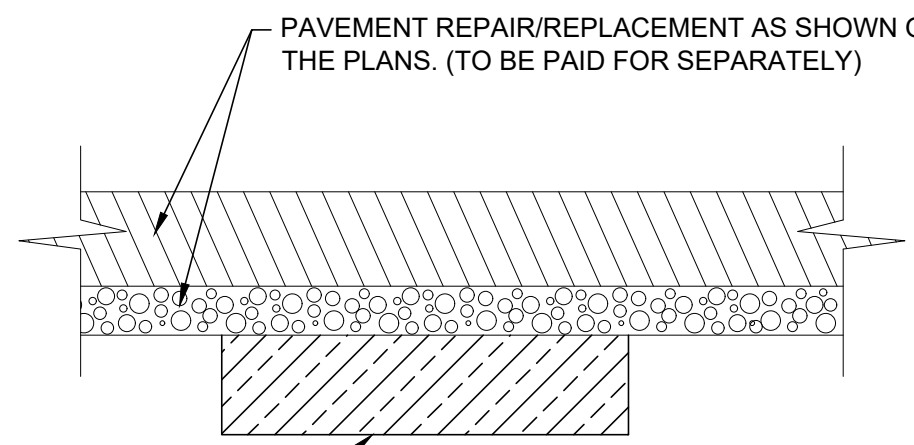 PAVEMENT REPAIR/REPLACEMENT AS SHOWN
THE PLANS. (TO BE PAID FOR SEPARATELY)